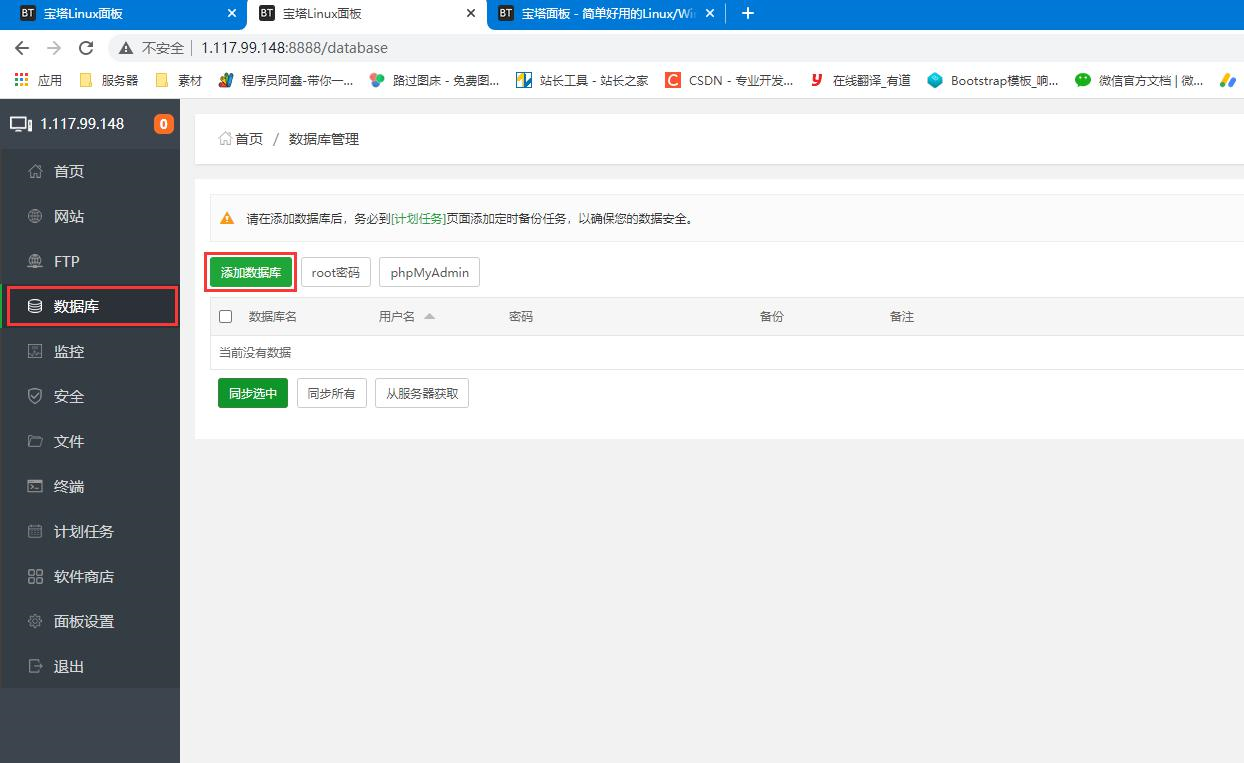 宝塔Linux面板
宝塔Linux面板
宝塔面板 - 简单好用的Linux/Wi
不安全 1.117.99.148:8888/database
应用 服务器 素材 程序员阿鑫-带你一... 路过图床 - 免费图... 站长工具 - 站长之家 CSDN - 专业开发... 在线翻译_有道 Bootstrap模板_响... 微信官方文档 | 微...
1.117.99.148 0
首页
网站
FTP
数据库
监控
安全
文件
终端
计划任务
软件商店
面板设置
退出
首页 / 数据库管理
请在添加数据库后，务必到[计划任务]页面添加定时备份任务，以确保您的数据安全。
添加数据库 root密码 phpMyAdmin
数据库名 用户名 密码 备份 备注
当前没有数据
同步选中 同步所有 从服务器获取